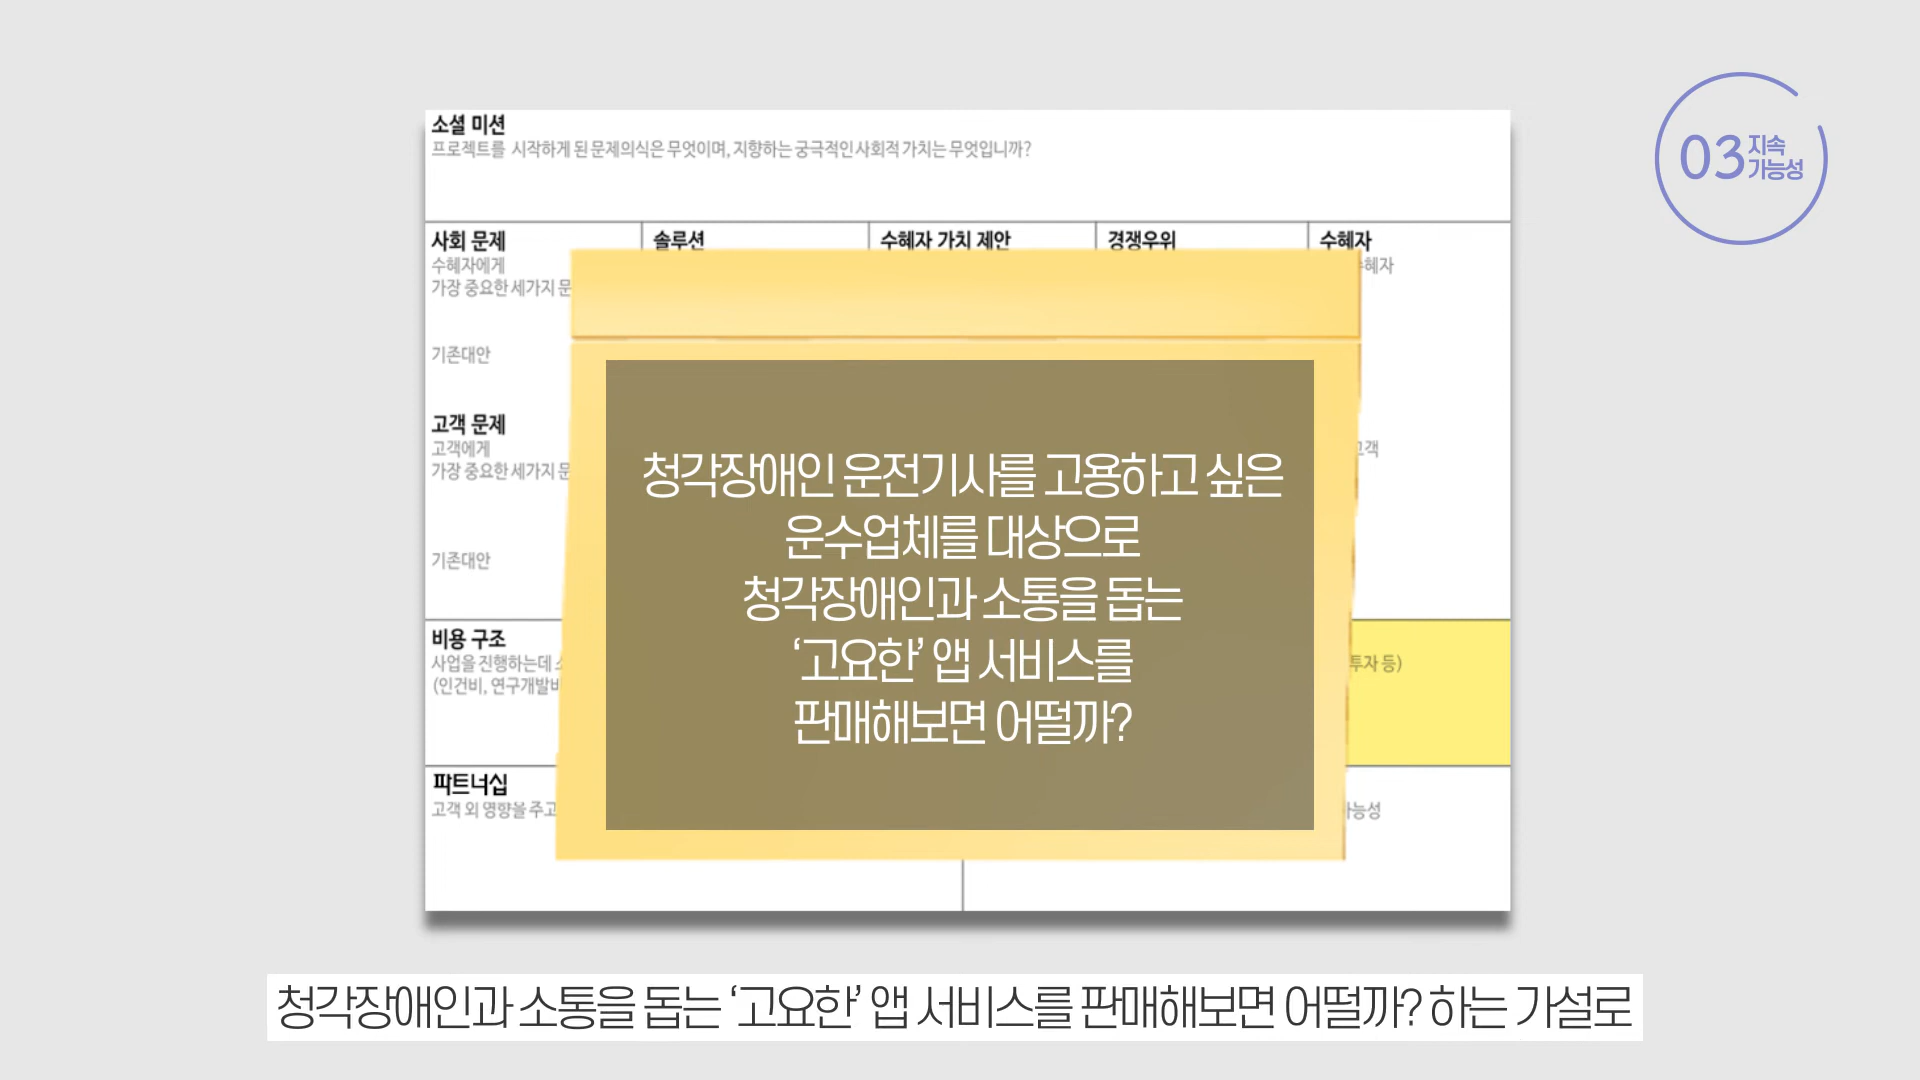 03 지속
가능성
소셜 미션
프로젝트를 시작하게 된 문제의식은 무엇이며, 지향하는 궁극적인 사회적 가치는 무엇입니까?
사회 문제
수혜자에게
가장 중요한 세가지
기존대안
고객 문제
고객에게
가장 중요한 세가지
기존대안
솔루션
수혜자 가치 제안
경쟁우위
수혜자
고객
청각장애인 운전기사를 고용하고 싶은
운수업체를 대상으로
청각장애인과 소통을 돕는
‘고요한’ 앱 서비스를
판매해보면 어떨까?
비용 구조
사업을 진행하는데
(인건비, 연구개발비
투자 등)
파트너십
고객 외 영향을 주고
청각장애인과 소통을 돕는 ‘고요한’ 앱 서비스를 판매해보면 어떨까? 하는 가설로